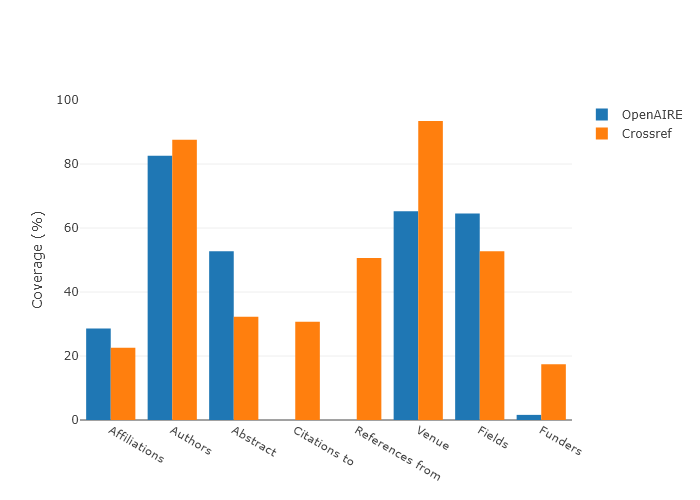 100
80
60
40
20
0
Coverage (%)
Affiliations
Authors
Abstract
Citations to
References from
Venue
Fields
Funders
OpenAIRE
Crossref